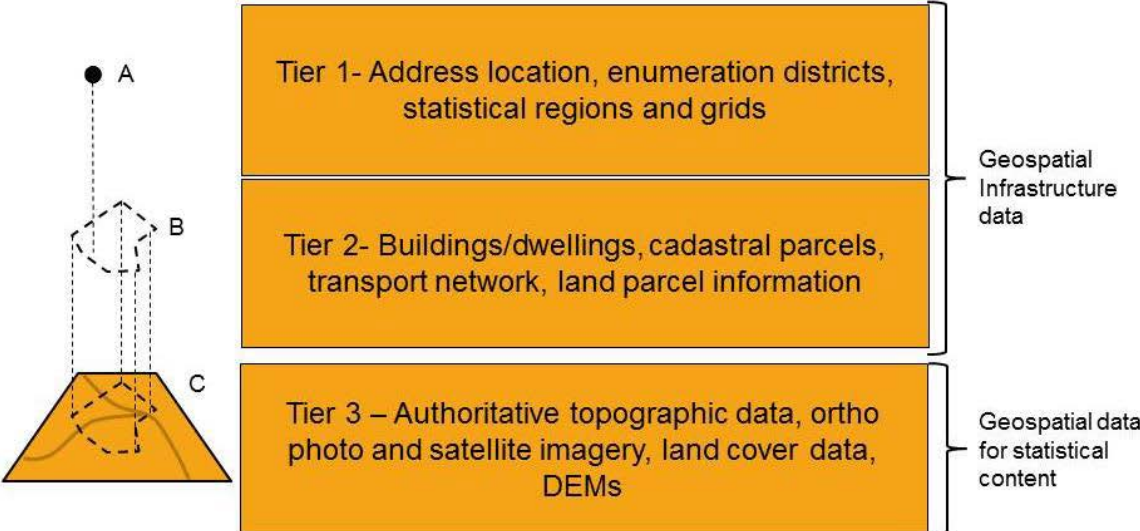 A
Tier 1- Address location, enumeration districts,
statistical regions and grids
Geospatial
Infrastructure
data
B
Tier 2- Buildings/dwellings, cadastral parcels,
transport network, land parcel information
C
Tier 3 – Authoritative topographic data, ortho
photo and satellite imagery, land cover data,
DEMs
Geospatial data
for statistical
content